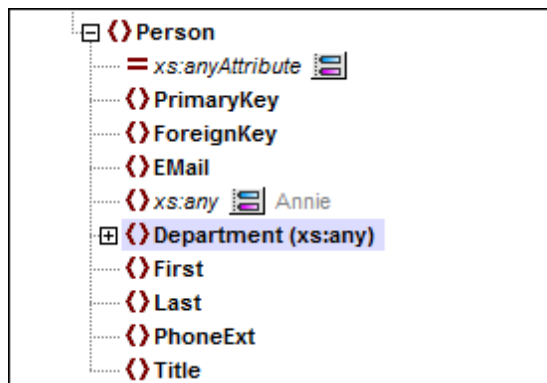 Person
xs:anyAttribute
PrimaryKey
ForeignKey
EMail
xs:any Annie
Department (xs:any)
First
Last
PhoneExt
Title